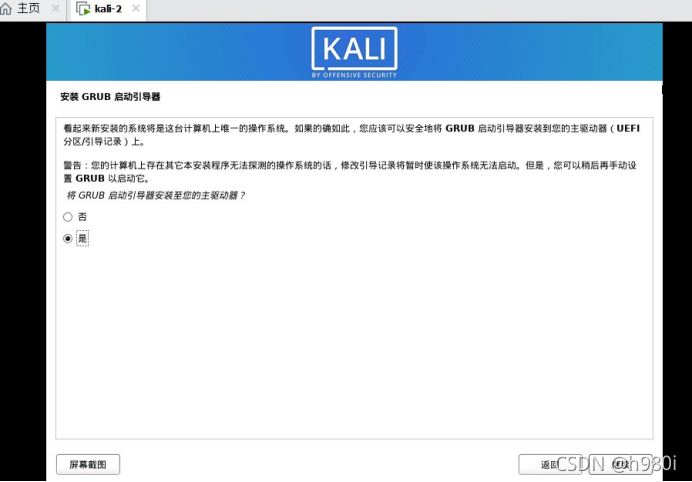 主页
kali-2
KALI
BY OFFENSIVE SECURITY
安装 GRUB 启动引导器
看起来新安装的系统将是这台计算机上唯一的操作系统。如果的确如此，您应该可以安全地将 GRUB 启动引导器安装到您的主驱动器（UEFI
分区/引导记录）上。
警告：您的计算机上存在其它本安装程序无法探测的操作系统的话，修改引导记录将暂时使该操作系统无法启动。但是，您可以稍后再手动设
置 GRUB 以启动它。
将 GRUB 启动引导器安装至您的主驱动器？
否
是
屏幕截图
返回
继续
CSDN @h980i